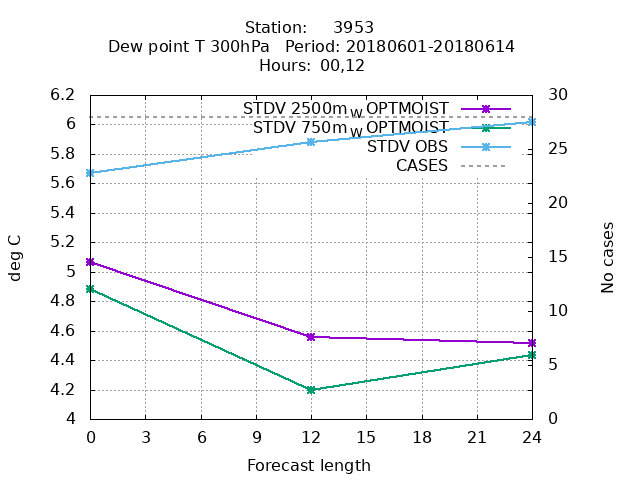 Station:     3953
Dew point T 300hPa   Period: 20180601-20180614
Hours: 00,12
6.2
6
5.8
5.6
5.4
5.2
5
4.8
4.6
4.4
4.2
4
deg C
STDV 2500m W OPTMOIST
STDV 750m W OPTMOIST
STDV OBS
CASES
30
25
20
15
10
5
0
No cases
0 3 6 9 12 15 18 21 24
Forecast length